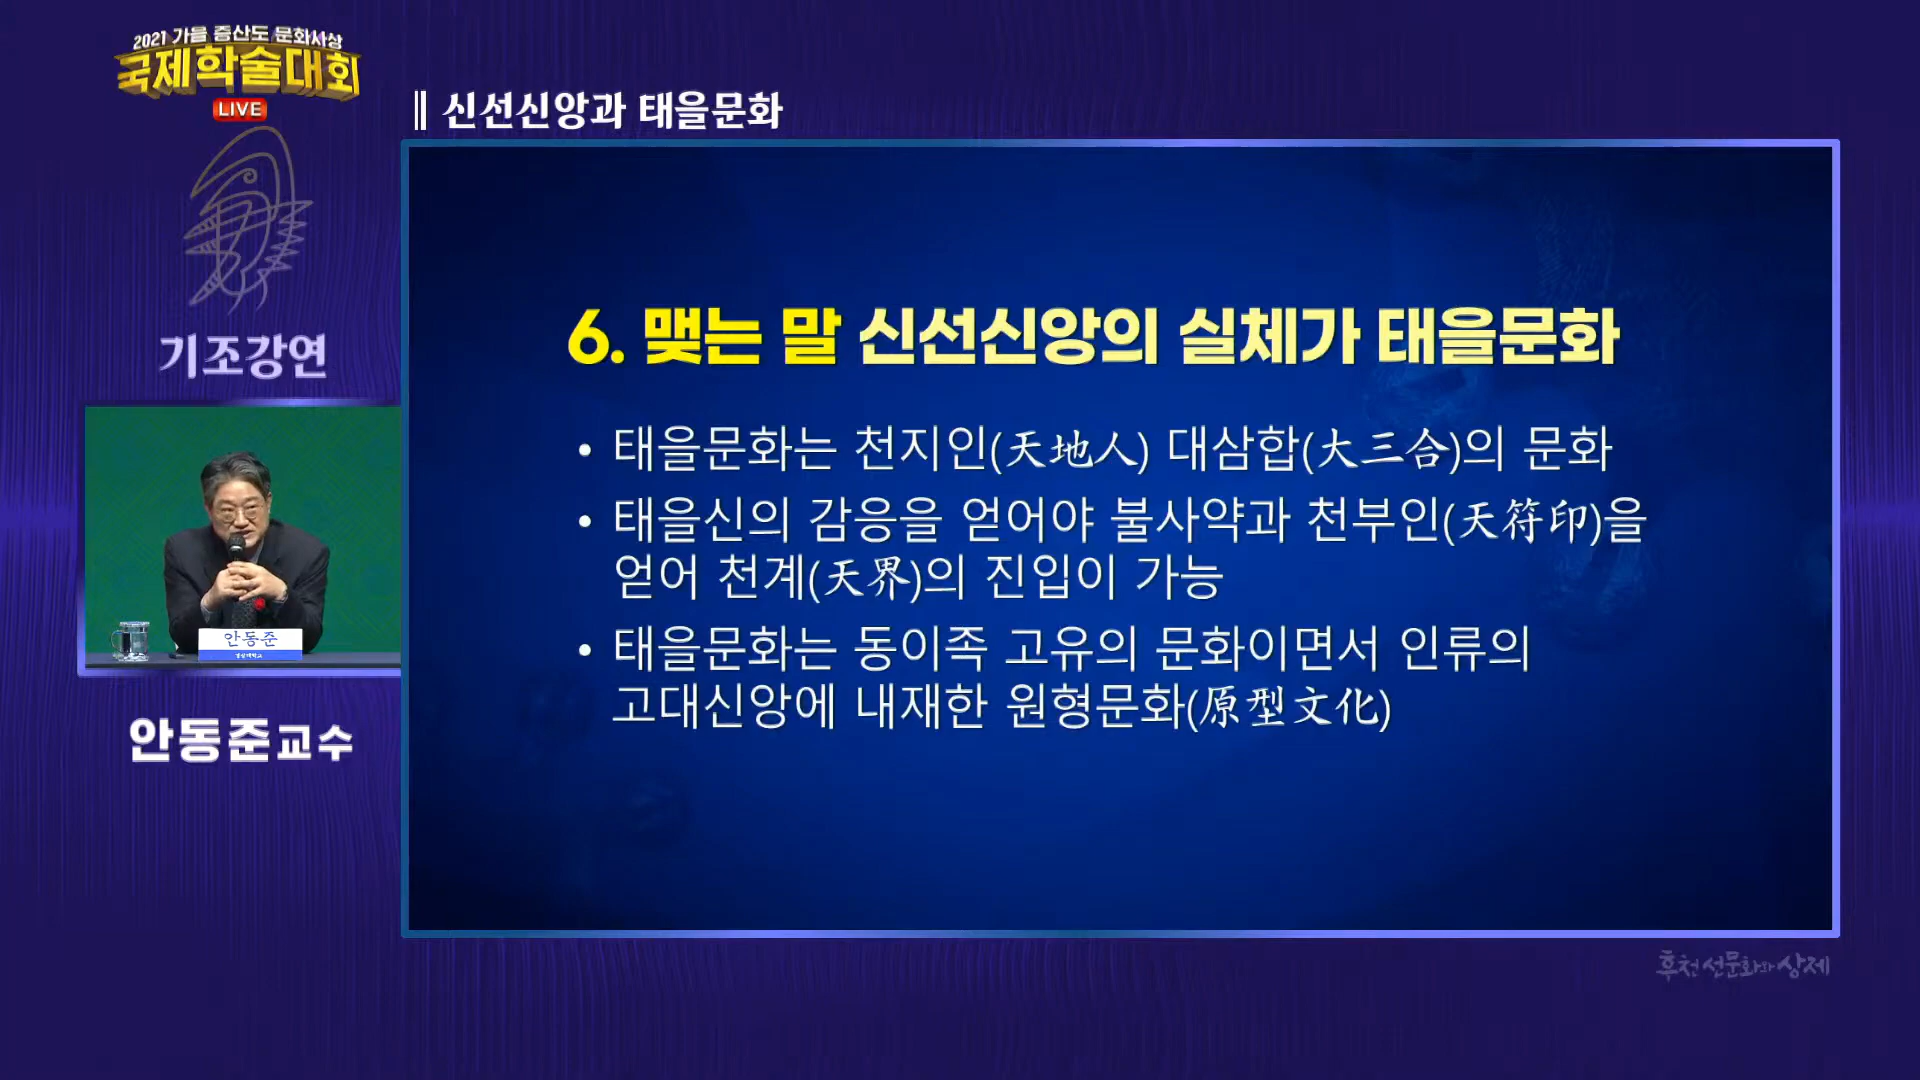 2021 가을 증산도 문화사상
국제학술대회
LIVE
신선신앙과 태을문화
기조강연
안동준
안동준교수
6. 맺는 말 신선신앙의 실체가 태을문화
• 태을문화는 천지인(天地人) 대삼합(大三合)의 문화
• 태을신의 감응을 얻어야 불사약과 천부인(天符印)을
얻어 천계(天界)의 진입이 가능
• 태을문화는 동이족 고유의 문화이면서 인류의
고대신앙에 내재한 원형문화(原型文化)
후천 선문화와 상제